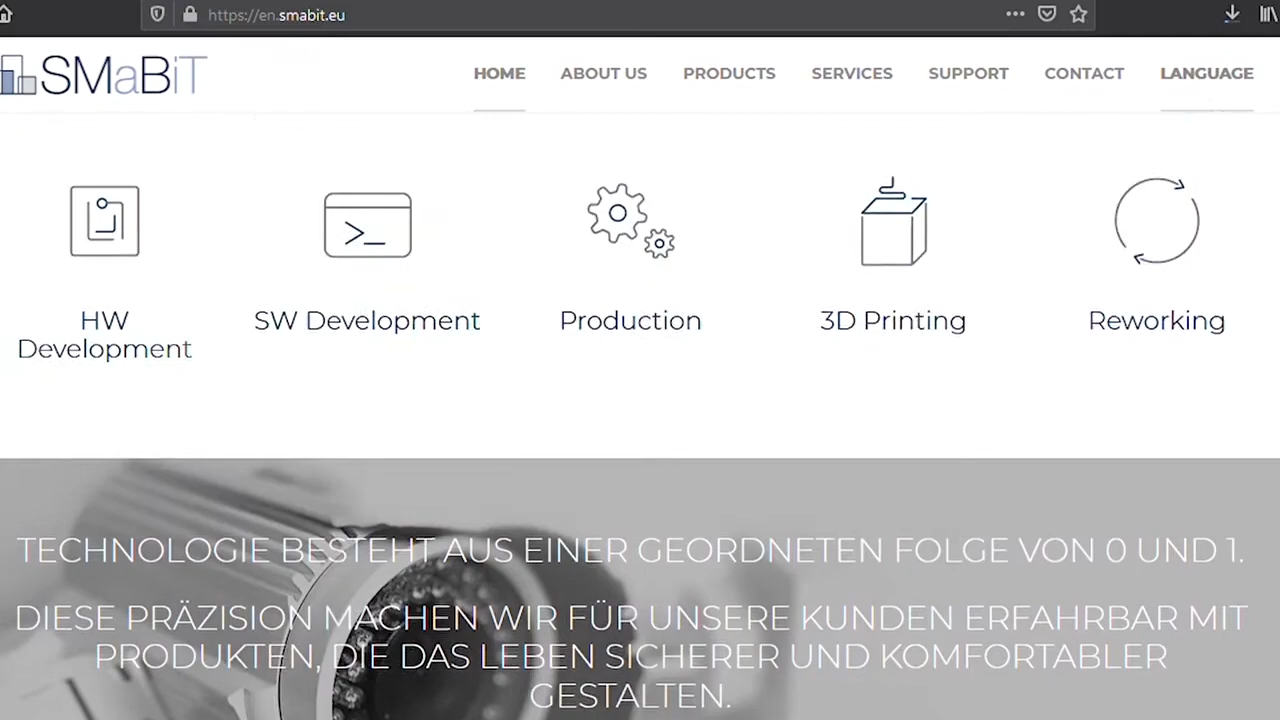 https://en.smabit.eu
SMaBiT
HOME ABOUT US PRODUCTS SERVICES SUPPORT CONTACT LANGUAGE
>_
HW Development
SW Development
Production
3D Printing
Reworking
TECHNOLOGIE BESTEHT AUS EINER GEORDNETEN FOLGE VON 0 UND 1.
DIESE PRÄZISION MACHEN WIR FÜR UNSERE KUNDEN ERFAHRBAR MIT
PRODUKTEN, DIE DAS LEBEN SICHERER UND KOMFORTABLER
GESTALTEN.